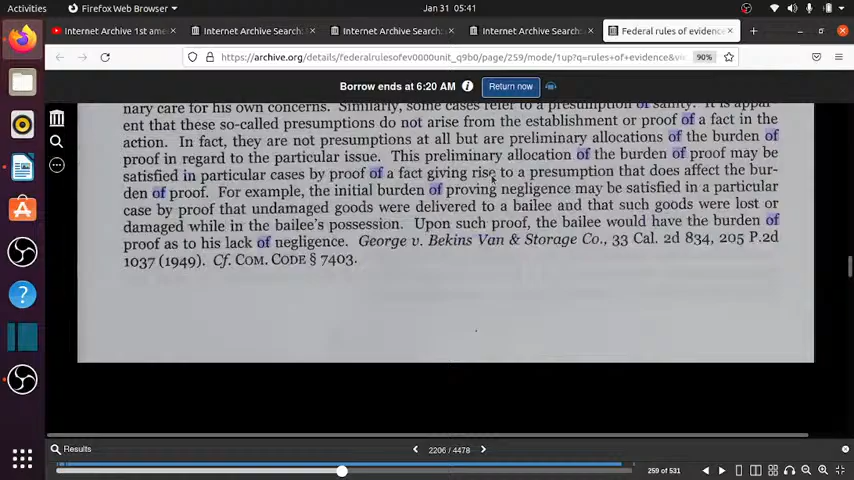 Activities
Firefox Web Browser
Jan 31 05:41
Internet Archive 1st ame
Internet Archive Search:
Internet Archive Search:
Internet Archive Search:
Federal rules of evidence
https://archive.org/details/federalrulesofev0000unit_q9b0/page/259/mode/1up?q=rules+of+evidence&vi
90%
Borrow ends at 6:20 AM
Return now
nary care for his own concerns. Similarly, some cases refer to a presumption of sanity. It is appar-
ent that these so-called presumptions do not arise from the establishment or proof of a fact in the
action. In fact, they are not presumptions at all but are preliminary allocations of the burden of
proof in regard to the particular issue. This preliminary allocation of the burden of proof may be
satisfied in particular cases by proof of a fact giving rise to a presumption that does affect the bur-
den of proof. For example, the initial burden of proving negligence may be satisfied in a particular
case by proof that undamaged goods were delivered to a bailee and that such goods were lost or
damaged while in the bailee's possession. Upon such proof, the bailee would have the burden of
proof as to his lack of negligence. George v. Bekins Van & Storage Co., 33 Cal. 2d 834, 205 P.2d
1037 (1949). Cf. COM. CODE § 7403.
Results
2206 / 4478
259 of 531